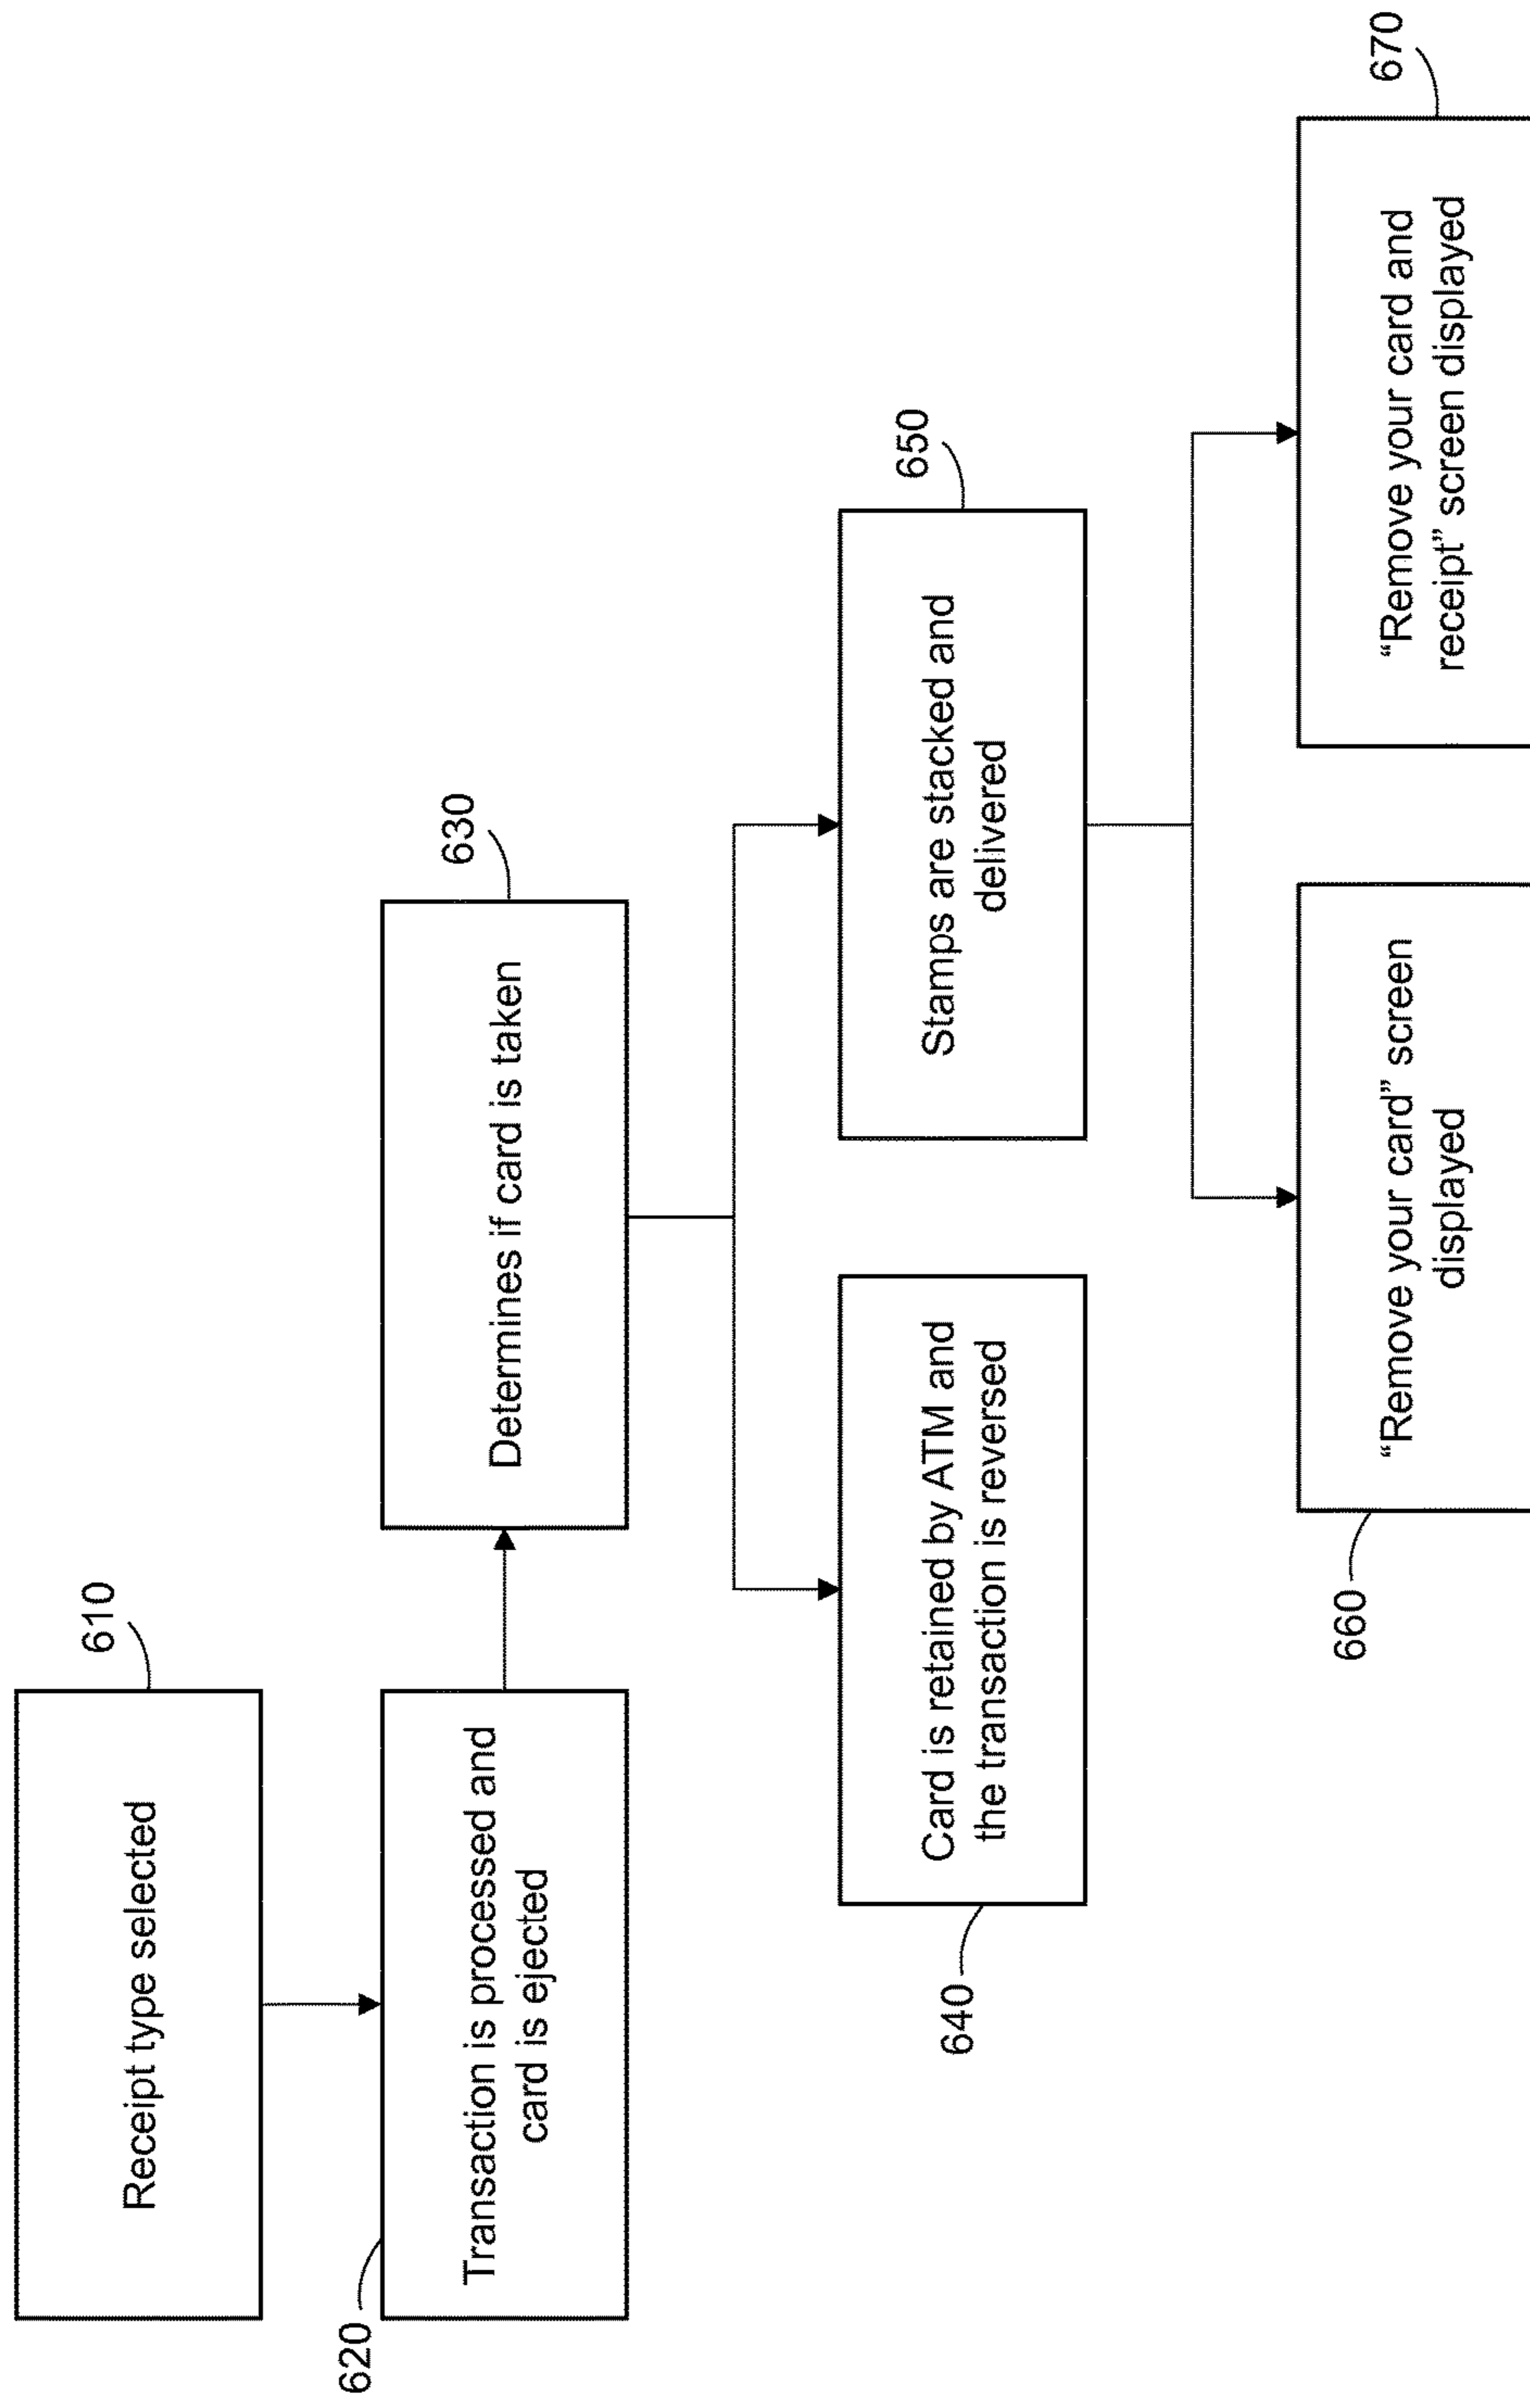 610
Receipt type selected
620
Transaction is processed and
card is ejected
630
Determines if card is taken
640
Card is retained by ATM and
the transaction is reversed
650
Stamps are stacked and
delivered
660
“Remove your card” screen
displayed
670
“Remove your card and
receipt” screen displayed